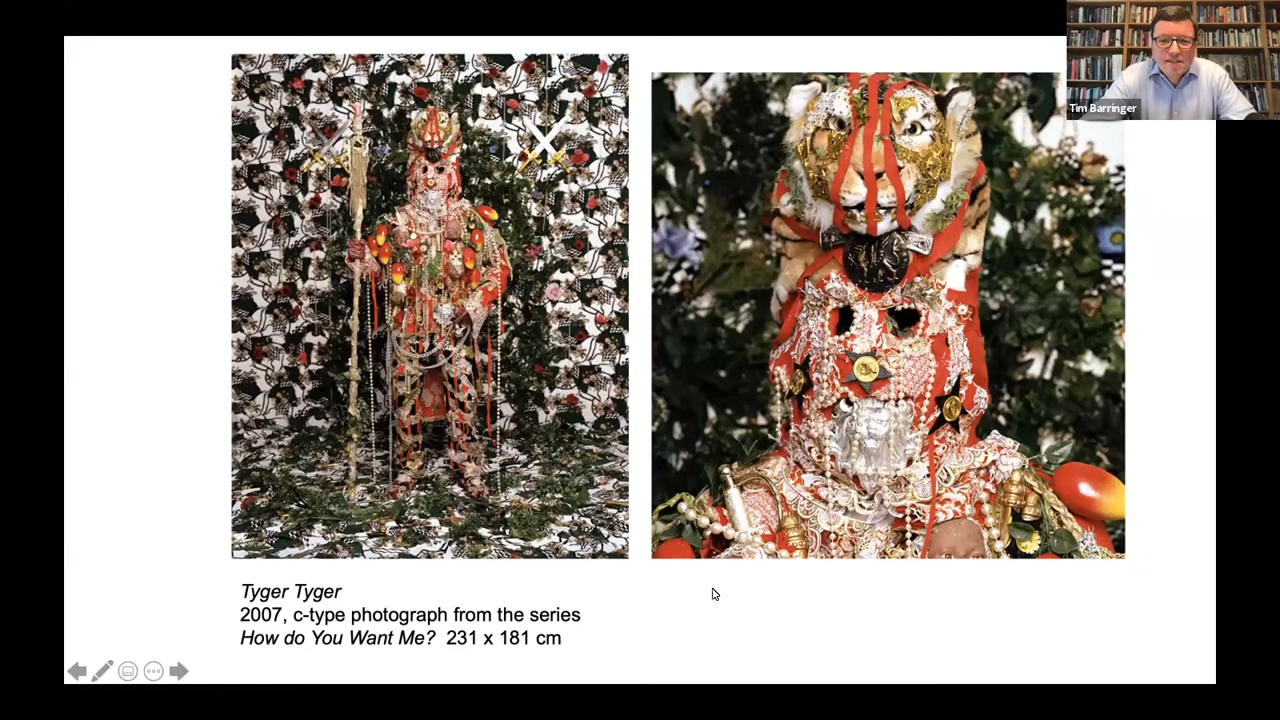 Tim Barringer
Tyger Tyger
2007, c-type photograph from the series
How do You Want Me? 231 x 181 cm